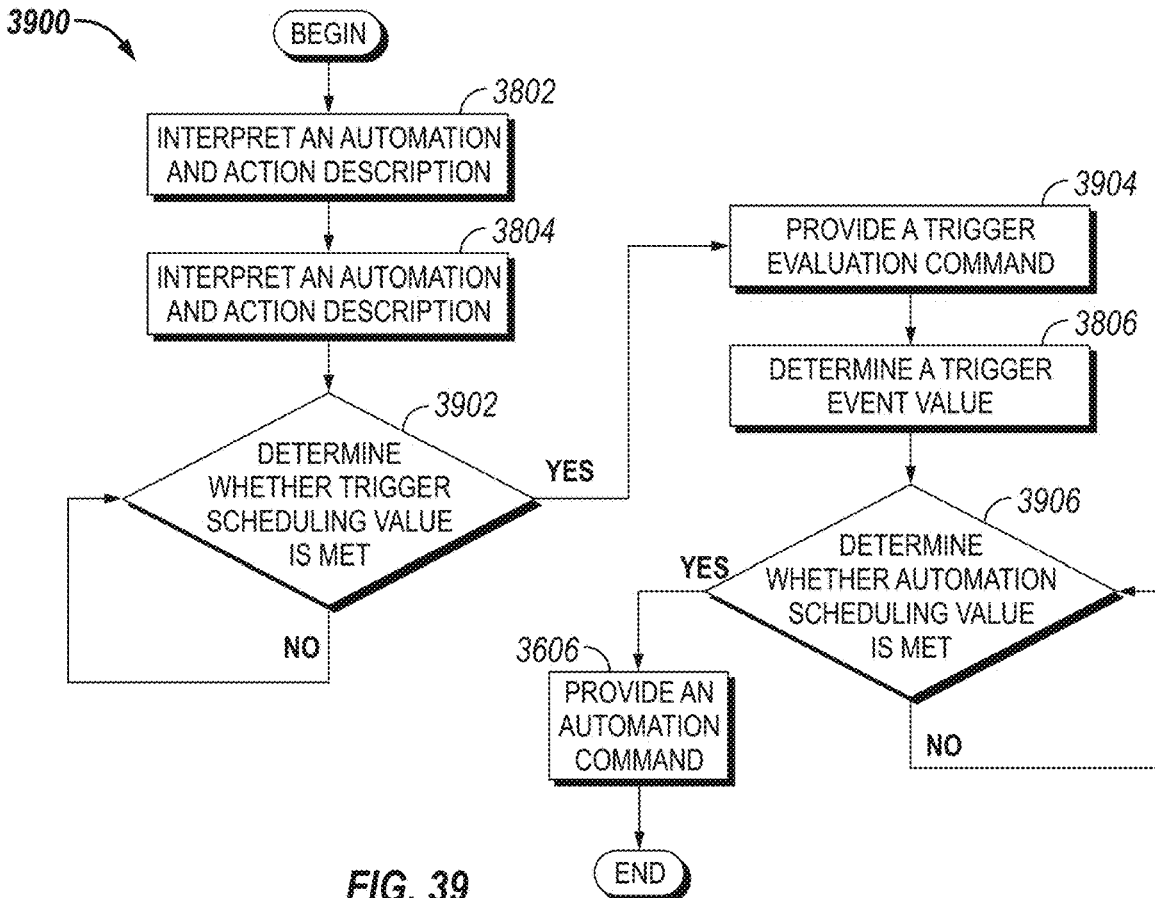 3900
BEGIN
3802
INTERPRET AN AUTOMATION
AND ACTION DESCRIPTION
3804
INTERPRET AN AUTOMATION
AND ACTION DESCRIPTION
3902
DETERMINE
WHETHER TRIGGER
SCHEDULING VALUE
IS MET
YES
NO
3904
PROVIDE A TRIGGER
EVALUATION COMMAND
3806
DETERMINE A TRIGGER
EVENT VALUE
3906
DETERMINE
WHETHER AUTOMATION
SCHEDULING VALUE
IS MET
YES
NO
3606
PROVIDE AN
AUTOMATION
COMMAND
END
FIG. 39